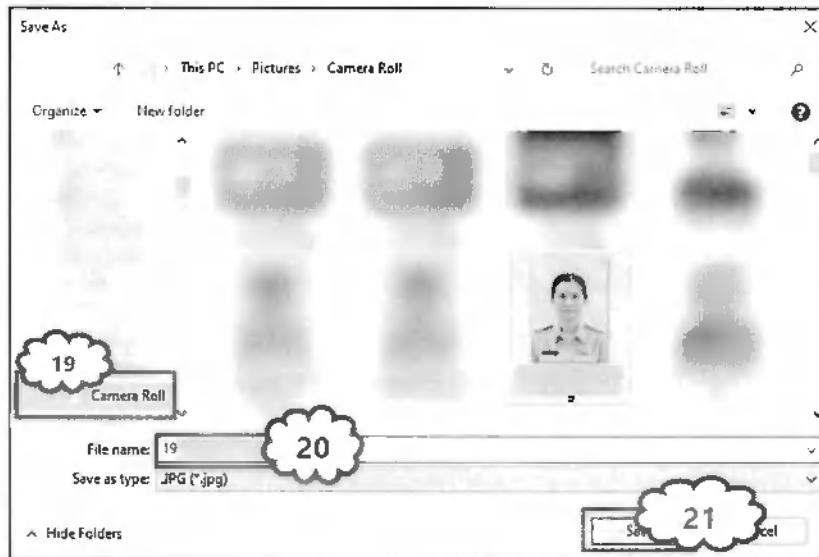 Save As
This PC › Pictures › Camera Roll
Search Camera Roll
Organize
New folder
19
Camera Roll
File name: 19
20
Save as type: JPG (*.jpg)
21
Hide Folders